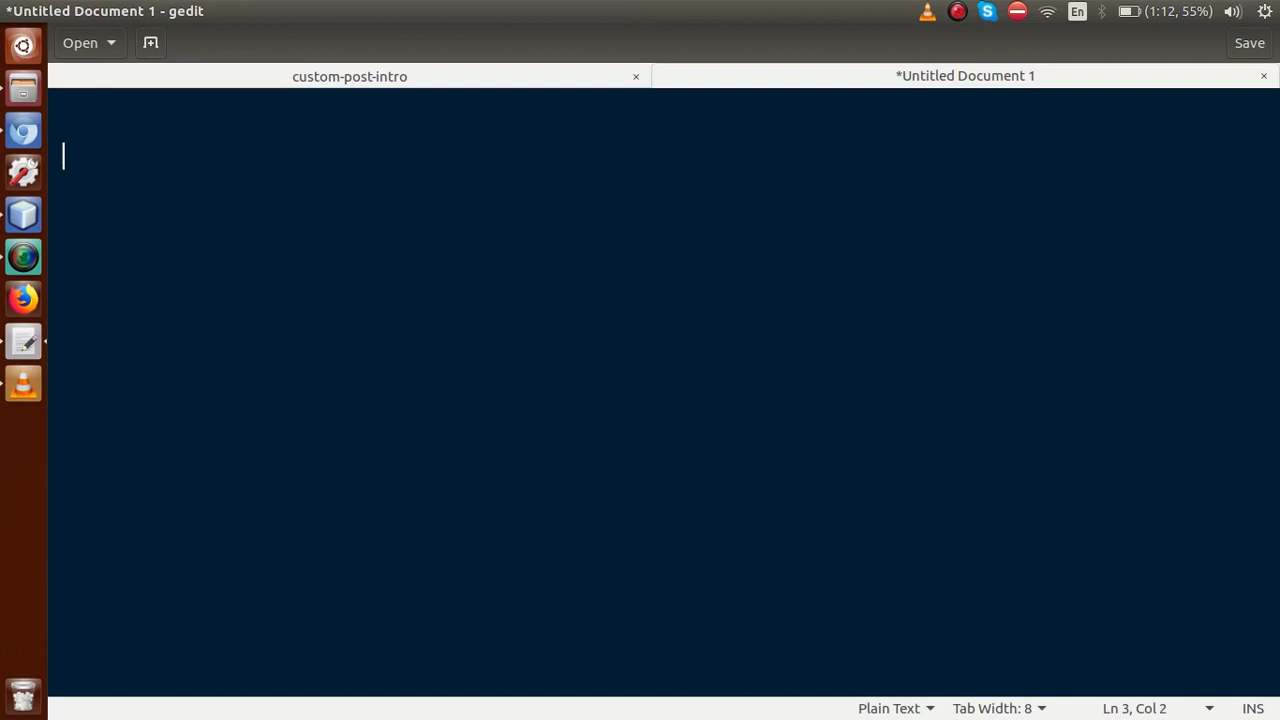 *Untitled Document 1 - gedit
En
(1:12, 55%)
Open
Save
custom-post-intro
*Untitled Document 1
Plain Text
Tab Width: 8
Ln 3, Col 2
INS